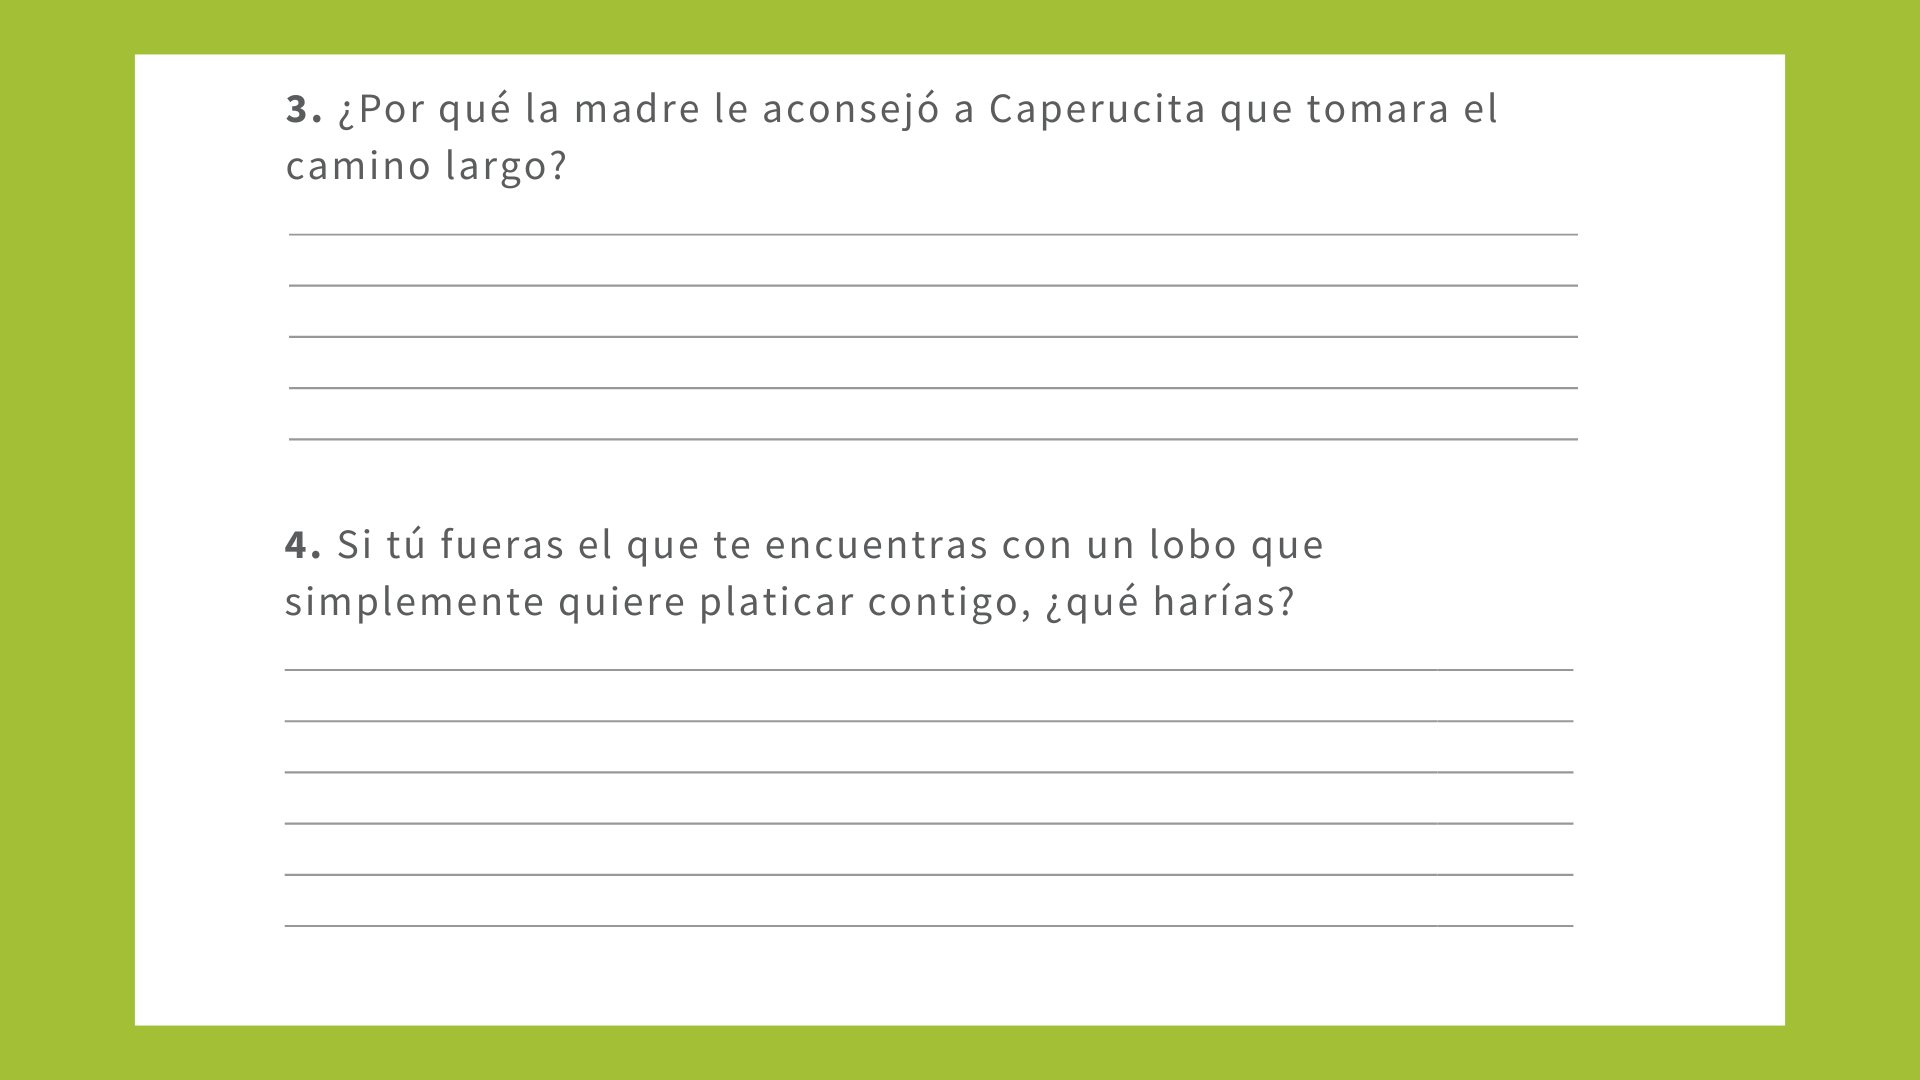 3. ¿Por qué la madre le aconsejó a Caperucita que tomara el
camino largo?
4. Si tú fueras el que te encuentras con un lobo que
simplemente quiere platicar contigo, ¿qué harías?